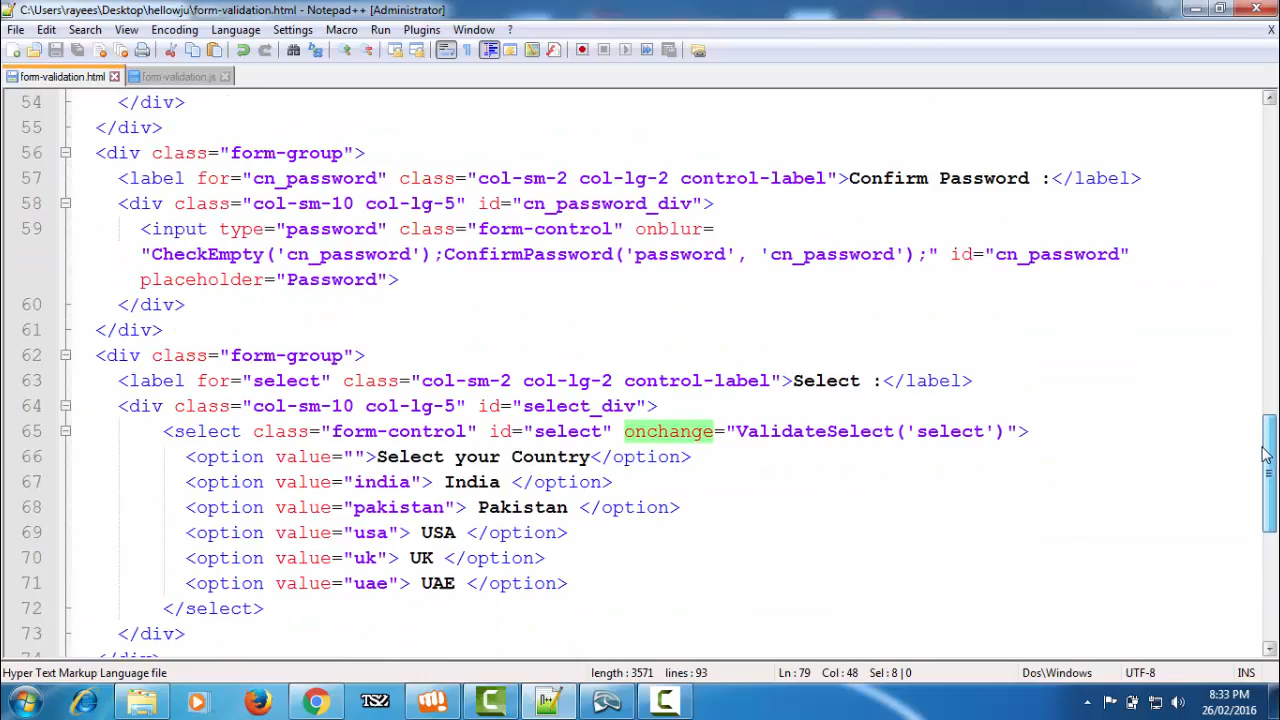 C:\Users\rayees\Desktop\hellowju\form-validation.html - Notepad++ [Administrator]
File Edit Search View Encoding Language Settings Macro Run Plugins Window ? X
form-validation.html form-validation.js
54 </div>
55 </div>
56 <div class="form-group">
57 <label for="cn_password" class="col-sm-2 col-lg-2 control-label">Confirm Password :</label>
58 <div class="col-sm-10 col-lg-5" id="cn_password_div">
59 <input type="password" class="form-control" onblur=
"CheckEmpty('cn_password');ConfirmPassword('password', 'cn_password');" id="cn_password"
placeholder="Password">
60 </div>
61 </div>
62 <div class="form-group">
63 <label for="select" class="col-sm-2 col-lg-2 control-label">Select :</label>
64 <div class="col-sm-10 col-lg-5" id="select_div">
65 <select class="form-control" id="select" onchange="ValidateSelect('select')">
66 <option value="">Select your Country</option>
67 <option value="india"> India </option>
68 <option value="pakistan"> Pakistan </option>
69 <option value="usa"> USA </option>
70 <option value="uk"> UK </option>
71 <option value="uae"> UAE </option>
72 </select>
73 </div>
74 </div>
Hyper Text Markup Language file length : 3571 lines : 93 Ln : 79 Col : 48 Sel : 8 | 0 Dos\Windows UTF-8 INS
TS2
8:33 PM
26/02/2016